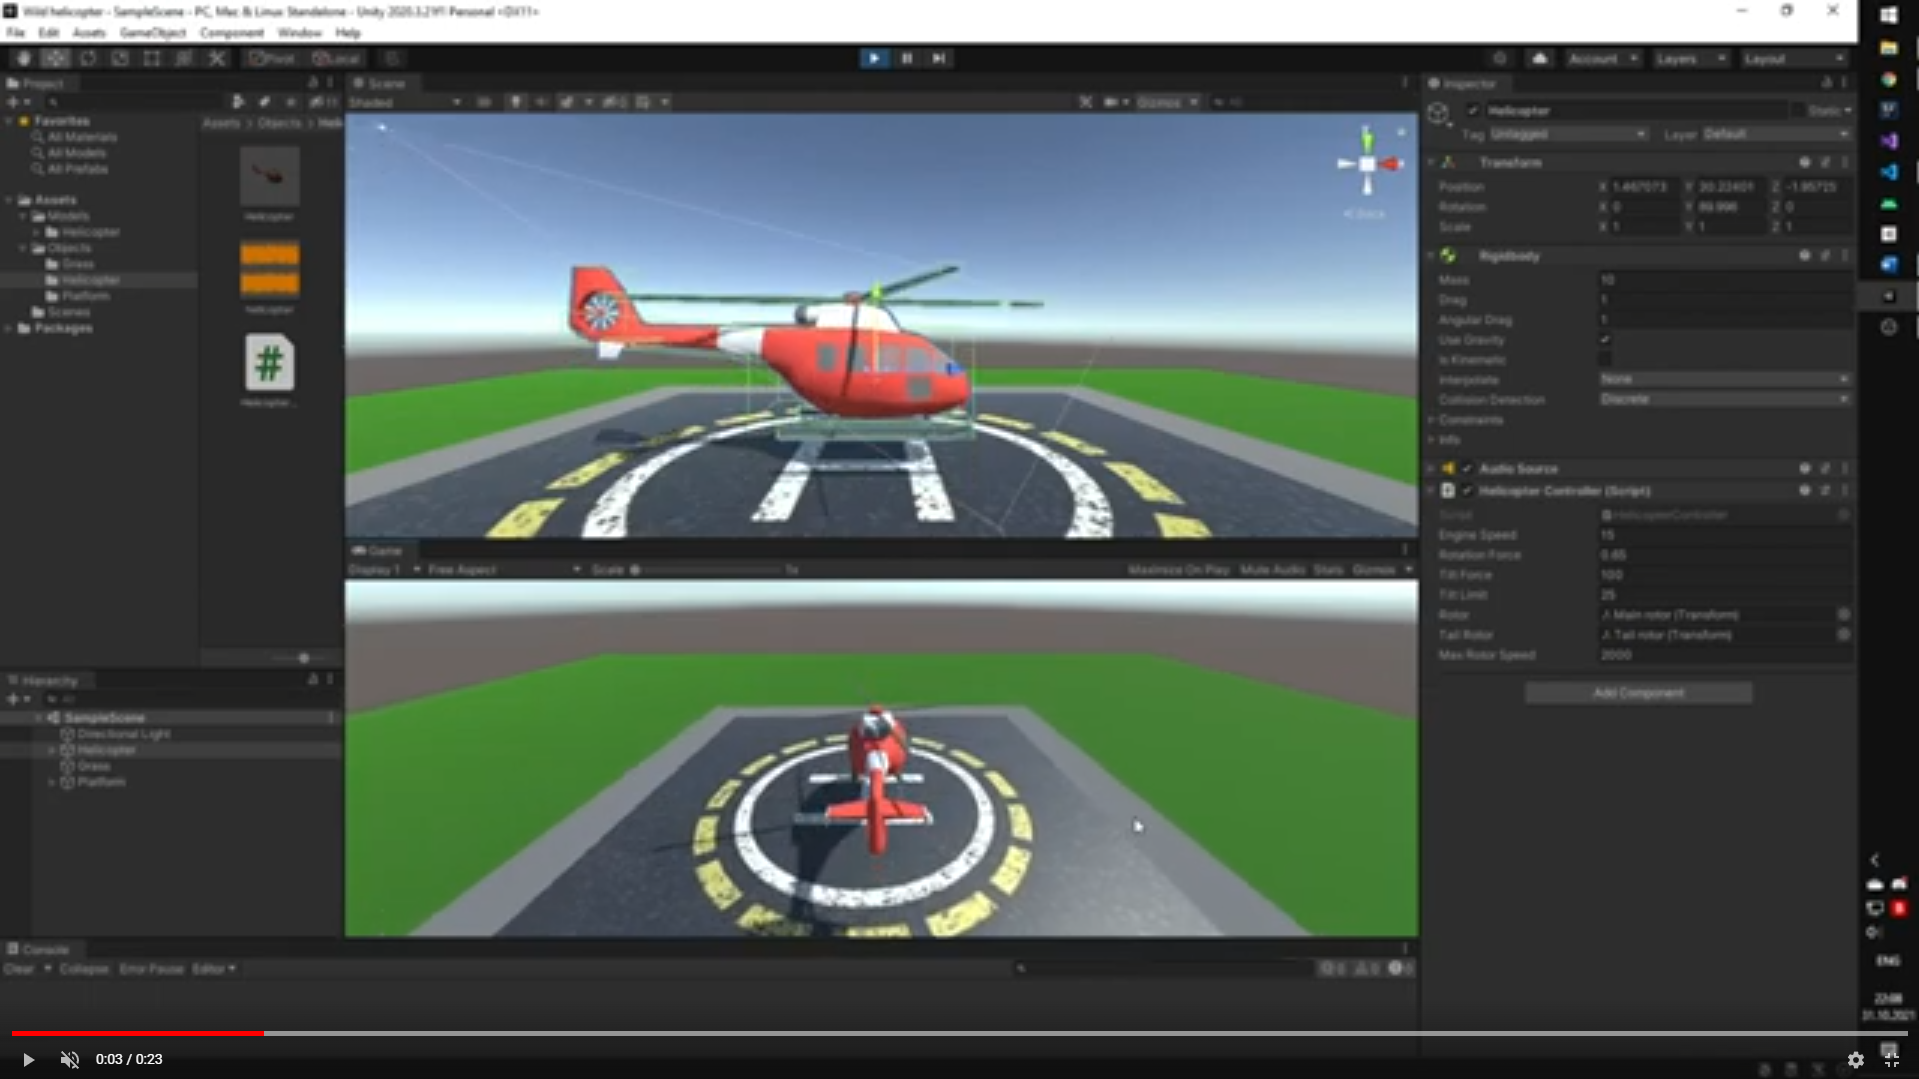 Wild helicopter - SampleScene - PC, Mac & Linux Standalone - Unity 2020.3.21f1 Personal <DX11>
File Edit Assets GameObject Component Window Help
Pivot Local
Account Layers Layout
Project
Favorites
All Materials
All Models
All Prefabs
Assets
Models
Helicopter
Objects
Grass
Helicopter
Platform
Scenes
Packages
Assets > Objects > Heli
Helicopter
Helicopter
Helicopter...
Scene
Shaded
Gizmos
Game
Display 1 Free Aspect Scale 1x Maximize On Play Mute Audio Stats Gizmos
Hierarchy
SampleScene
Directional Light
Helicopter
Grass
Platform
Console
Clear Collapse Error Pause Editor
Inspector
Helicopter Static
Tag Untagged Layer Default
Transform
Position X 1.467073 Y 20.23401 Z -1.95725
Rotation X 0 Y 89.996 Z 0
Scale X 1 Y 1 Z 1
Rigidbody
Mass 10
Drag 1
Angular Drag 1
Use Gravity
Is Kinematic
Interpolate None
Collision Detection Discrete
Constraints
Info
Audio Source
Helicopter Controller (Script)
Script HelicopterController
Engine Speed 15
Rotation Force 0.65
Tilt Force 100
Tilt Limit 25
Rotor Main rotor (Transform)
Tail Rotor Tail rotor (Transform)
Max Rotor Speed 2000
Add Component
ENG
22:08
31.10.2021
0:03 / 0:23